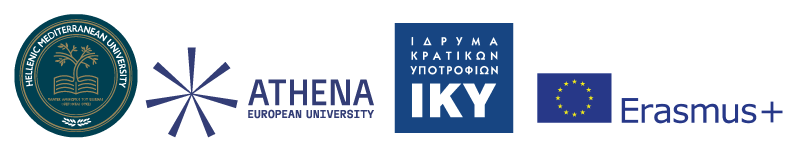 HELLENIC MEDITERRANEAN UNIVERSITY
ATHENA
EUROPEAN UNIVERSITY
ΙΔΡΥΜΑ
ΚΡΑΤΙΚΩΝ
ΥΠΟΤΡΟΦΙΩΝ
ΙΚΥ
Erasmus+